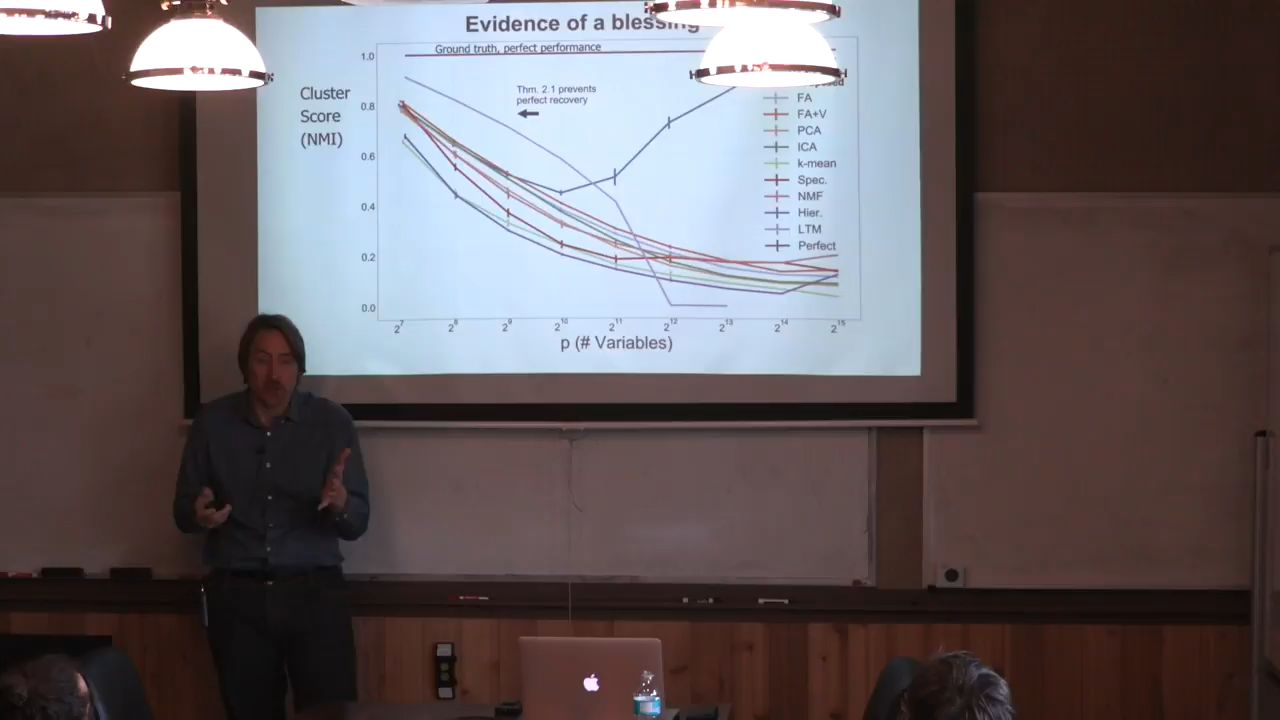 Evidence of a blessing
Ground truth, perfect performance
Thm. 2.1 prevents
perfect recovery
Cluster
Score
(NMI)
1.0
0.8
0.6
0.4
0.2
0.0
FA
FA+V
PCA
ICA
k-mean
Spec.
NMF
Hier.
LTM
Perfect
2^7
2^8
2^9
2^10
2^11
2^12
2^13
2^14
2^15
p (# Variables)